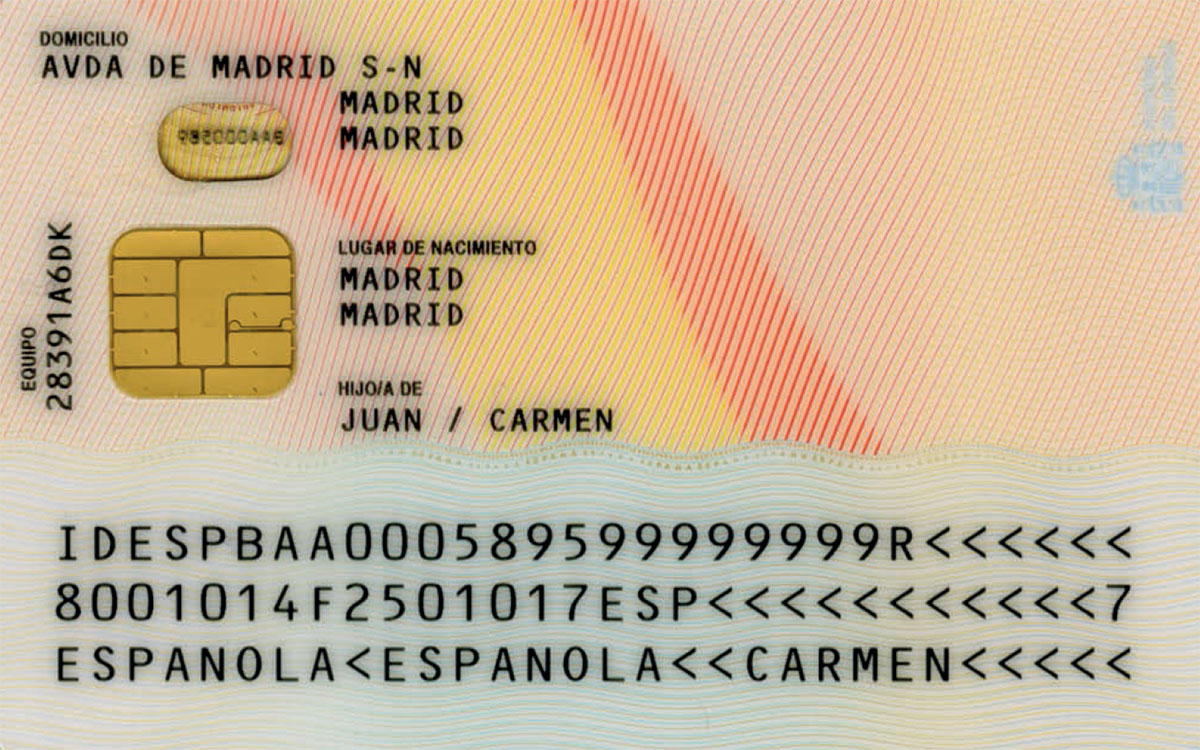 DOMICILIO
AVDA DE MADRID S-N
MADRID
MADRID
LUGAR DE NACIMIENTO
MADRID
MADRID
EQUIPO
28391A6DK
HIJO/A DE
JUAN / CARMEN
IDESPBAA000589599999999R<<<<<<
8001014F2501017ESP<<<<<<<<<<<7
ESPANOLA<ESPANOLA<<CARMEN<<<<<